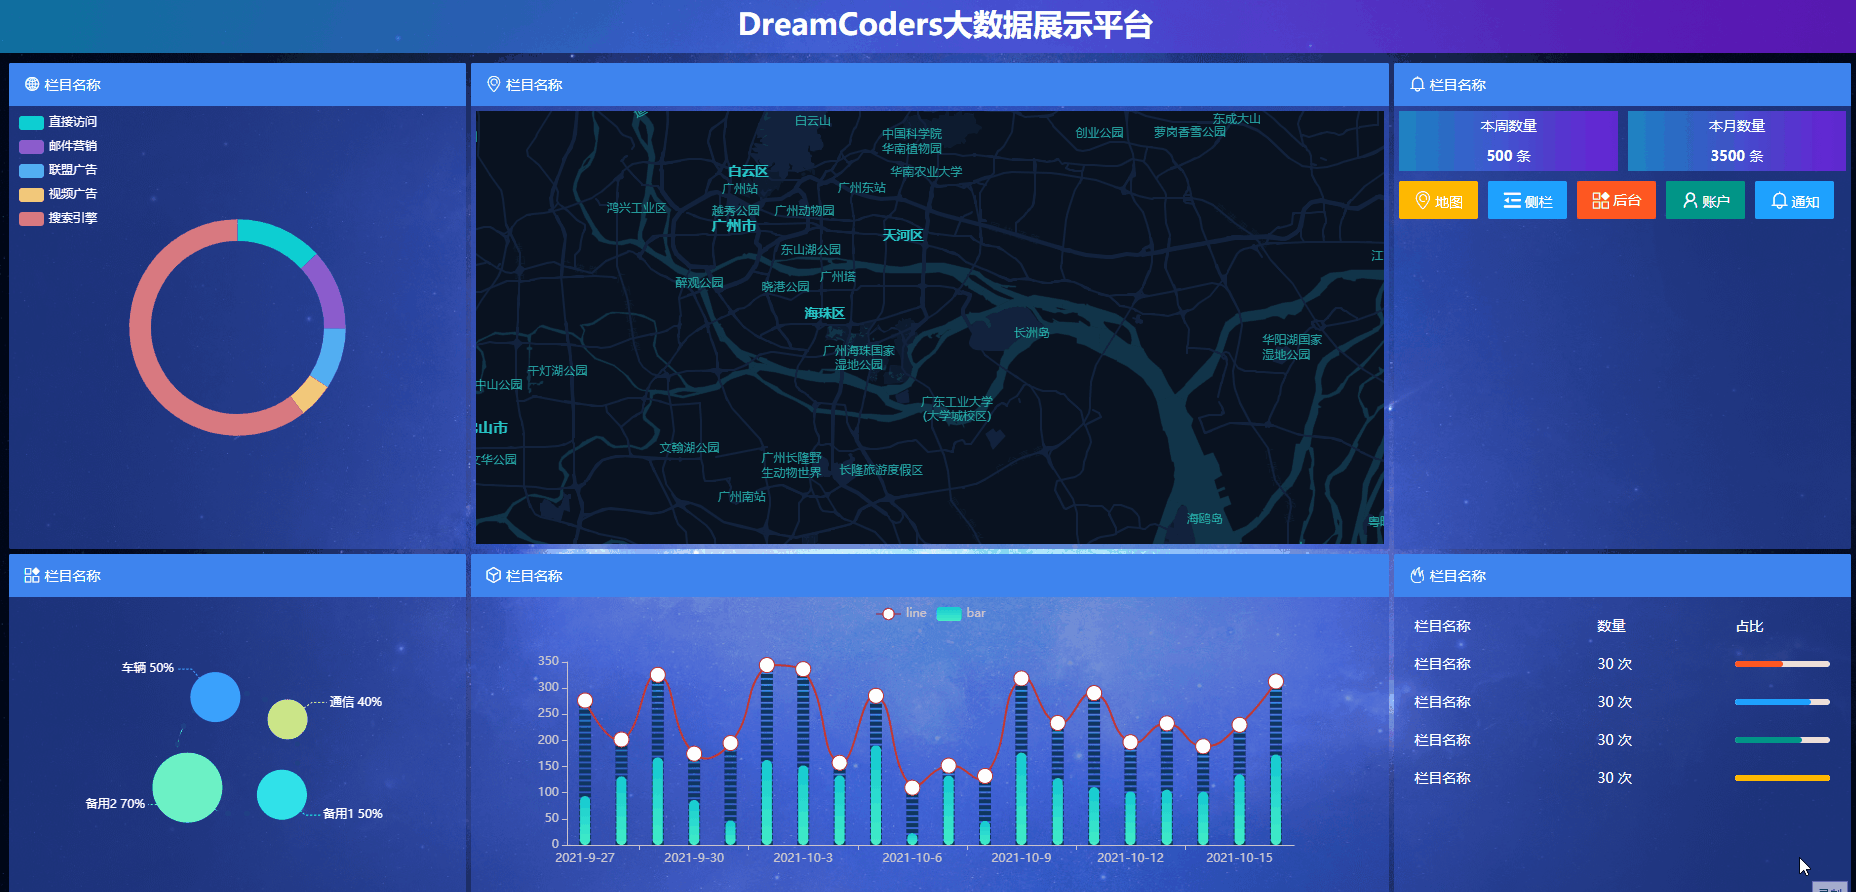 DreamCoders大数据展示平台
栏目名称
直接访问
邮件营销
联盟广告
视频广告
搜索引擎
栏目名称
白云山
中国科学院
华南植物园
创业公园
萝岗香雪公园
东成大山
白云区
广州站
广州东站
华南农业大学
鸿兴工业区
越秀公园
广州动物园
广州市
天河区
东山湖公园
江
醉观公园
晓港公园
广州塔
海珠区
长洲岛
广州海珠国家
湿地公园
华阳湖国家
湿地公园
干灯湖公园
中山公园
广东工业大学
(大学城校区)
山市
文华公园
文翰湖公园
广州长隆野
生动物世界
长隆旅游度假区
广州南站
海鸥岛
栏目名称
本周数量
500 条
本月数量
3500 条
地图
侧栏
后台
账户
通知
栏目名称
车辆 50%
通信 40%
备用2 70%
备用1 50%
栏目名称
line
bar
350
300
250
200
150
100
50
0
2021-9-27
2021-9-30
2021-10-3
2021-10-6
2021-10-9
2021-10-12
2021-10-15
栏目名称
栏目名称 数量 占比
栏目名称 30 次
栏目名称 30 次
栏目名称 30 次
栏目名称 30 次